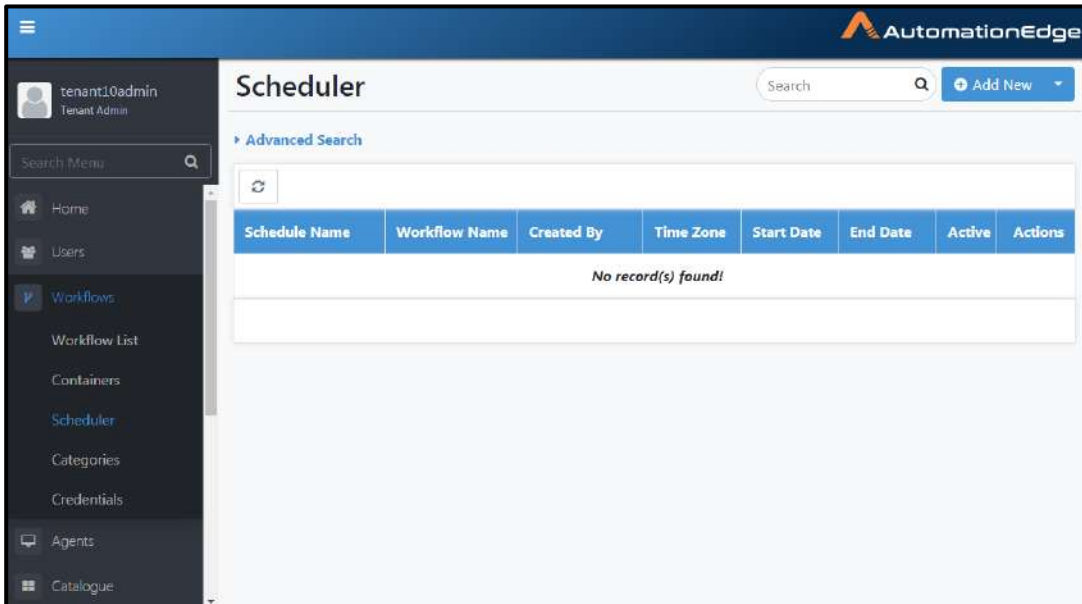 AutomationEdge
tenant10admin
Tenant Admin
Search Menu
Home
Users
Workflows
Workflow List
Containers
Scheduler
Categories
Credentials
Agents
Catalogue
Scheduler
Search
Add New
Advanced Search
Schedule Name Workflow Name Created By Time Zone Start Date End Date Active Actions
No record(s) found!